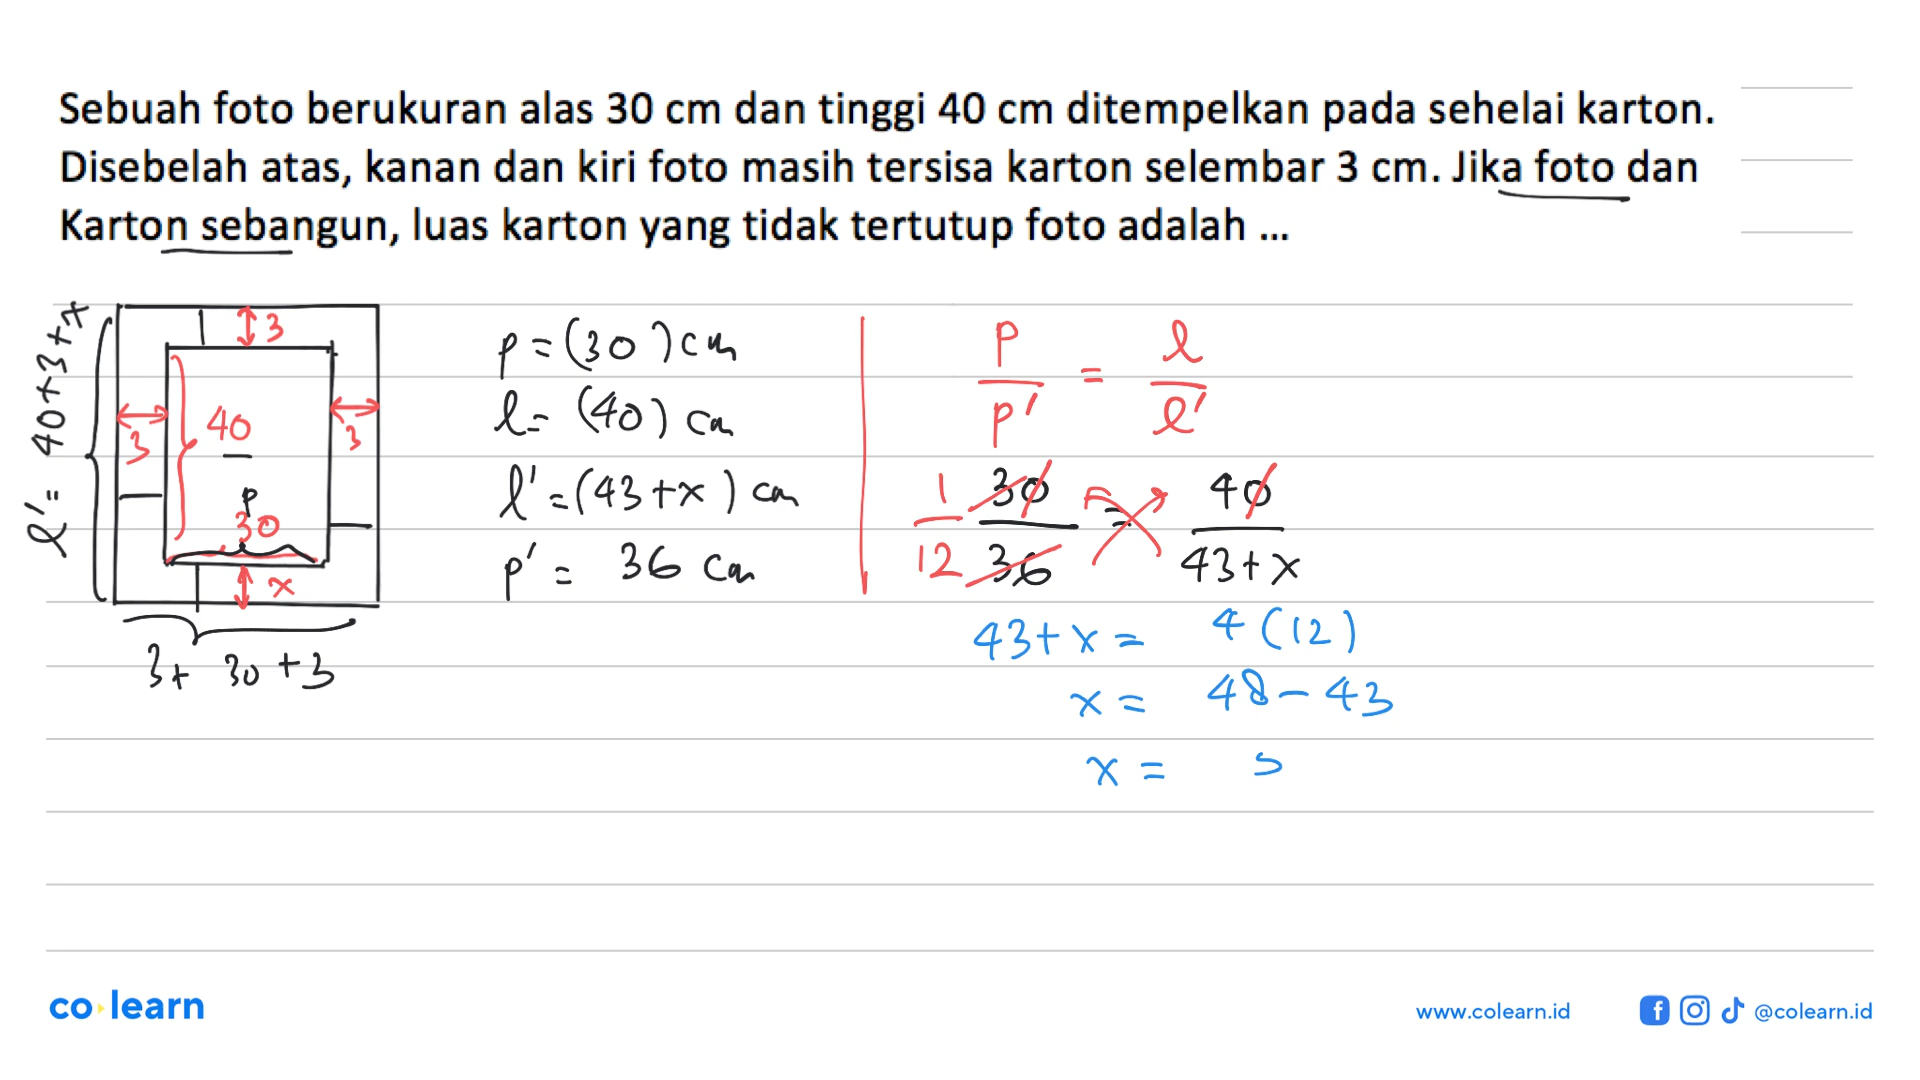 Sebuah foto berukuran alas 30 cm dan tinggi 40 cm ditempelkan pada sehelai karton.
Disebelah atas, kanan dan kiri foto masih tersisa karton selembar 3 cm. Jika foto dan
Karton sebangun, luas karton yang tidak tertutup foto adalah ...
l' = 40+3+x
3
3
40
3
p
30
x
3+ 30 +3
p = (30) cm
l = (40) cm
l' = (43+x) cm
p' = 36 cm
p/p' = l/l'
1/12 30/36 = 40/43+x
43+x = 4(12)
x = 48-43
x = 5
co learn
www.colearn.id
@colearn.id